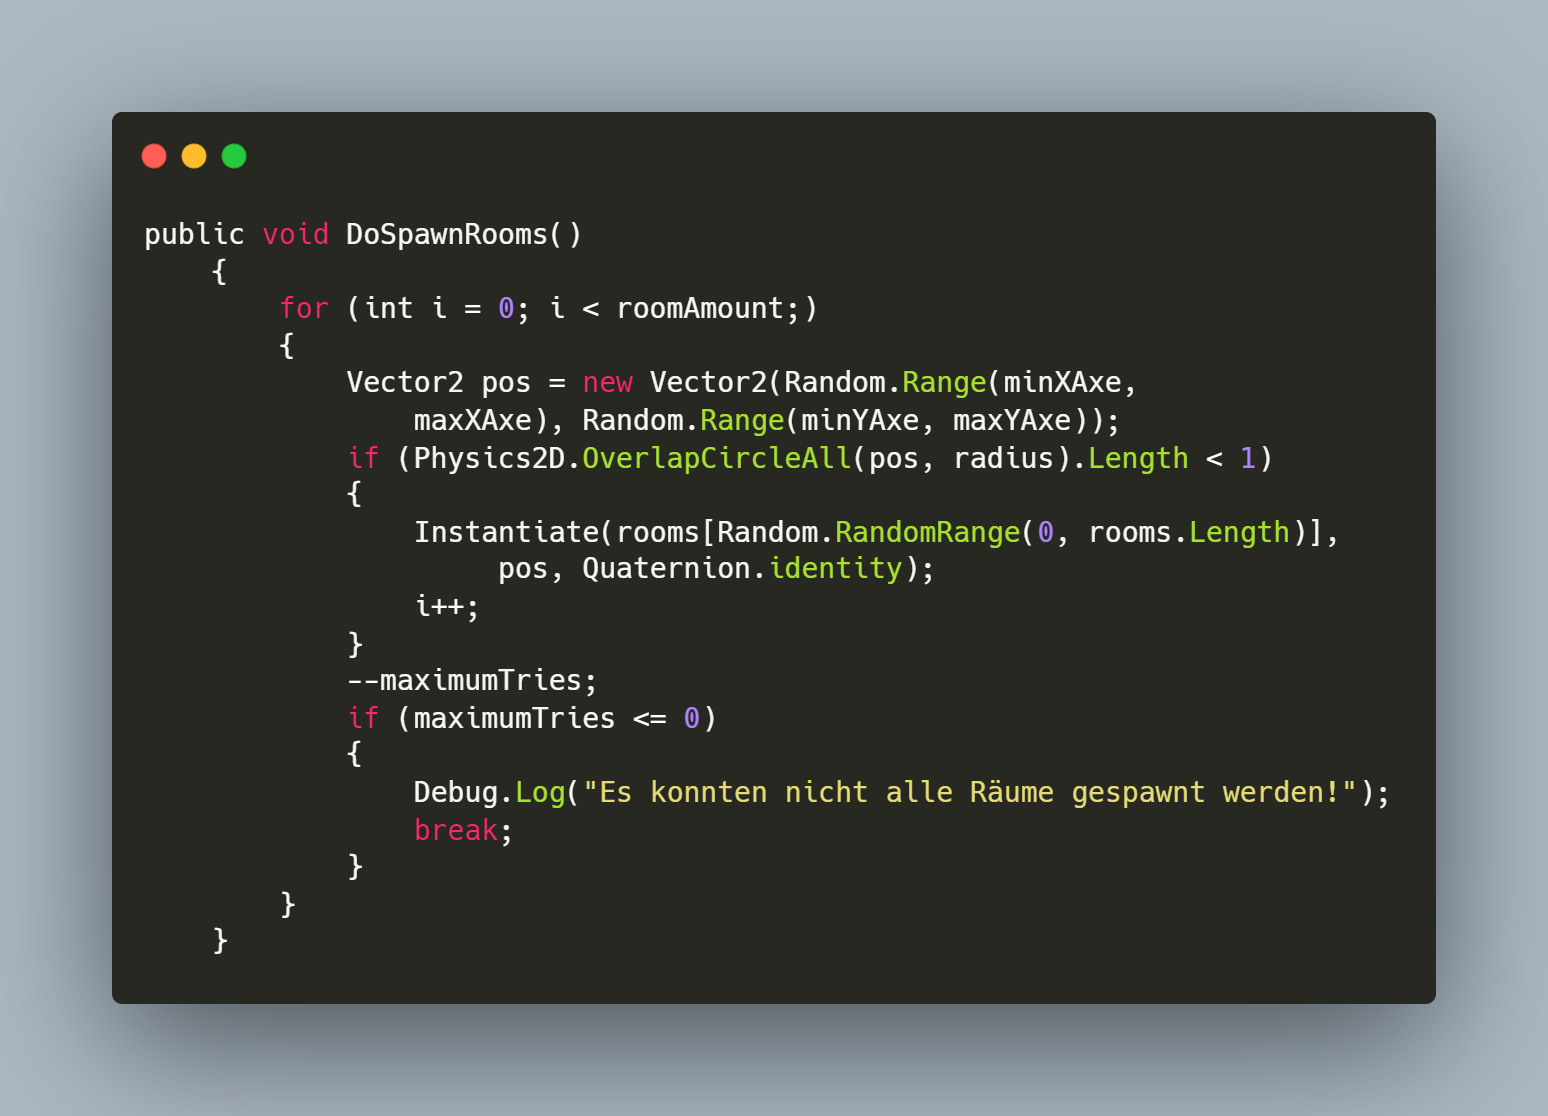 public void DoSpawnRooms()
    {
        for (int i = 0; i < roomAmount;)
        {
            Vector2 pos = new Vector2(Random.Range(minXAxe,
                maxXAxe), Random.Range(minYAxe, maxYAxe));
            if (Physics2D.OverlapCircleAll(pos, radius).Length < 1)
            {
                Instantiate(rooms[Random.RandomRange(0, rooms.Length)],
                     pos, Quaternion.identity);
                i++;
            }
            --maximumTries;
            if (maximumTries <= 0)
            {
                Debug.Log("Es konnten nicht alle Räume gespawnt werden!");
                break;
            }
        }
    }